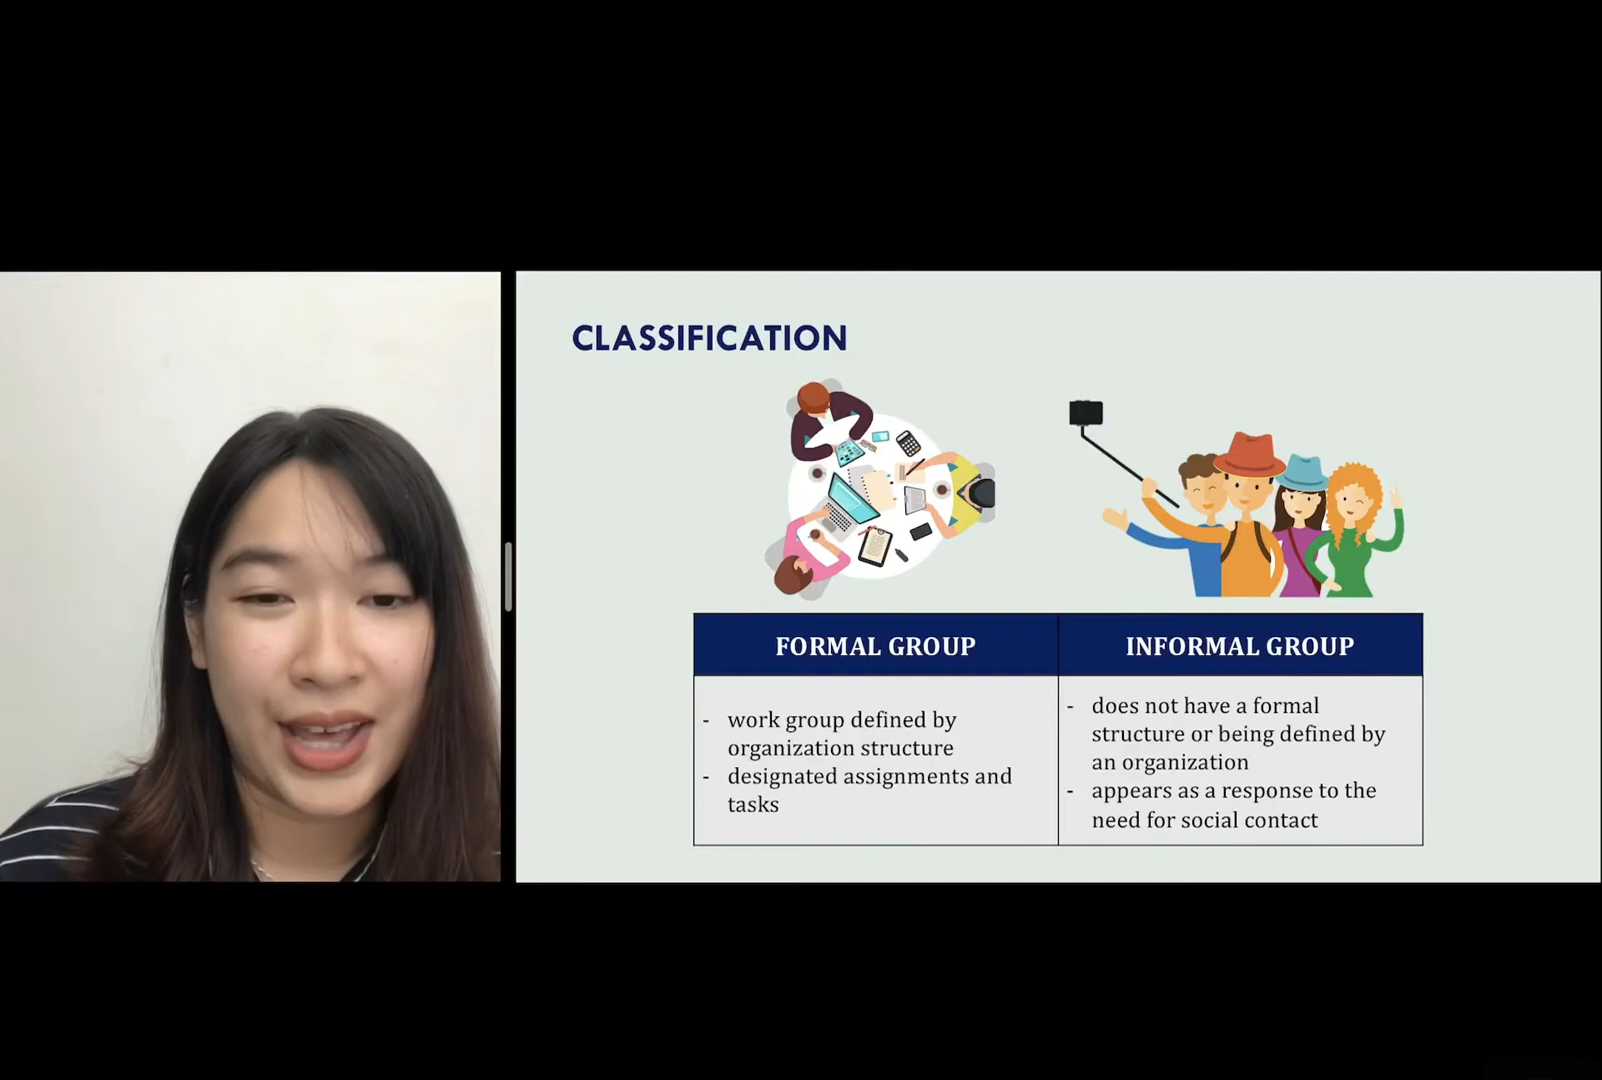 CLASSIFICATION
FORMAL GROUP
- work group defined by
organization structure
- designated assignments and
tasks
INFORMAL GROUP
- does not have a formal
structure or being defined by
an organization
- appears as a response to the
need for social contact